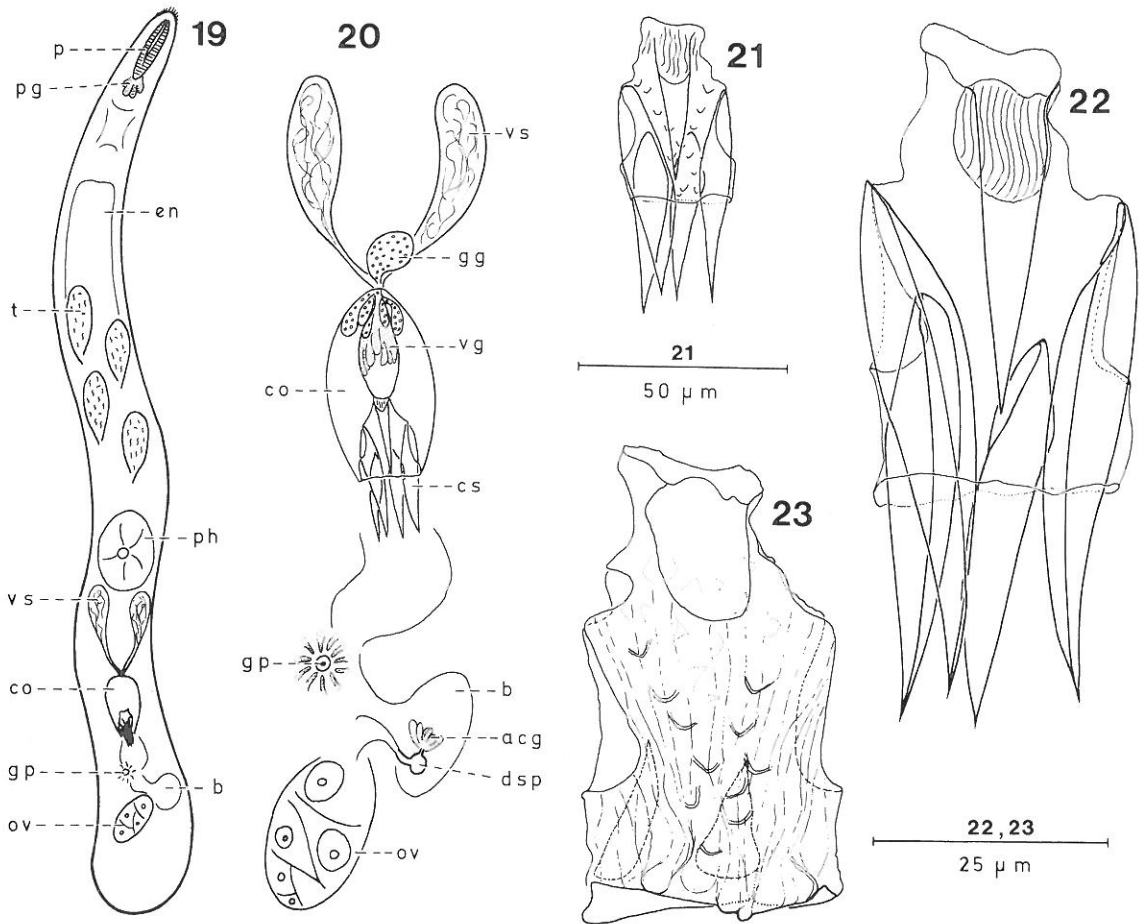 19
p
pg
en
t
ph
vs
co
gp
b
ov
20
vs
gg
vg
co
cs
gp
b
acg
dsp
ov
21
21
50 µm
22
23
22, 23
25 µm